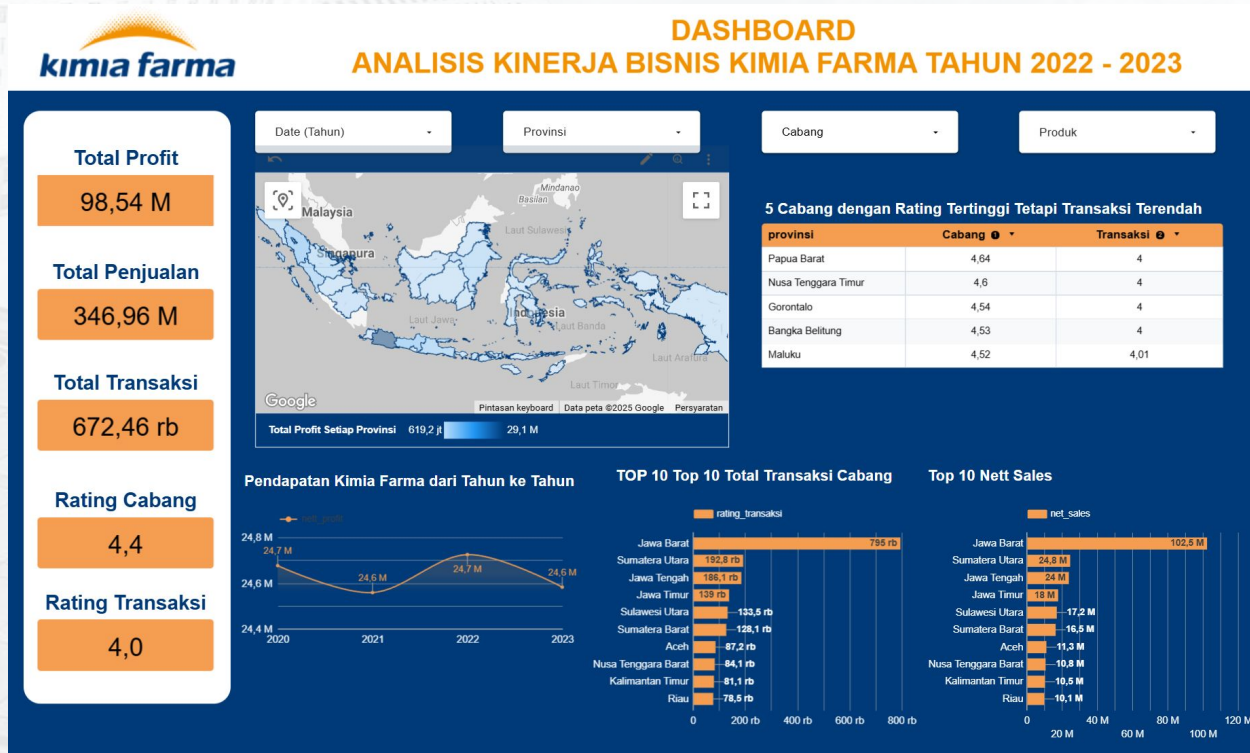 kimia farma
DASHBOARD
ANALISIS KINERJA BISNIS KIMIA FARMA TAHUN 2022 - 2023
Total Profit
98,54 M
Total Penjualan
346,96 M
Total Transaksi
672,46 rb
Rating Cabang
4,4
Rating Transaksi
4,0
Date (Tahun)
Provinsi
Cabang
Produk
Mindanao
Basilan
Malaysia
Laut Sulawesi
Singapura
Laut Jawa
Indonesia
Laut Banda
Laut Arafura
Laut Timor
Google
Pintasan keyboard Data peta ©2025 Google Persyaratan
Total Profit Setiap Provinsi 619,2 jt 29,1 M
5 Cabang dengan Rating Tertinggi Tetapi Transaksi Terendah
provinsi Cabang 1 Transaksi 2
Papua Barat 4,64 4
Nusa Tenggara Timur 4,6 4
Gorontalo 4,54 4
Bangka Belitung 4,53 4
Maluku 4,52 4,01
Pendapatan Kimia Farma dari Tahun ke Tahun
nett_profit
24,8 M
24,6 M
24,4 M
24,7 M
24,6 M
24,7 M
24,6 M
2020 2021 2022 2023
TOP 10 Top 10 Total Transaksi Cabang
rating_transaksi
Jawa Barat 795 rb
Sumatera Utara 192,8 rb
Jawa Tengah 186,1 rb
Jawa Timur 139 rb
Sulawesi Utara 133,5 rb
Sumatera Barat 128,1 rb
Aceh 87,2 rb
Nusa Tenggara Barat 84,1 rb
Kalimantan Timur 81,1 rb
Riau 78,5 rb
0 200 rb 400 rb 600 rb 800 rb
Top 10 Nett Sales
net_sales
Jawa Barat 102,5 M
Sumatera Utara 24,8 M
Jawa Tengah 24 M
Jawa Timur 18 M
Sulawesi Utara 17,2 M
Sumatera Barat 16,5 M
Aceh 11,3 M
Nusa Tenggara Barat 10,8 M
Kalimantan Timur 10,5 M
Riau 10,1 M
0 40 M 80 M 120 M
20 M 60 M 100 M